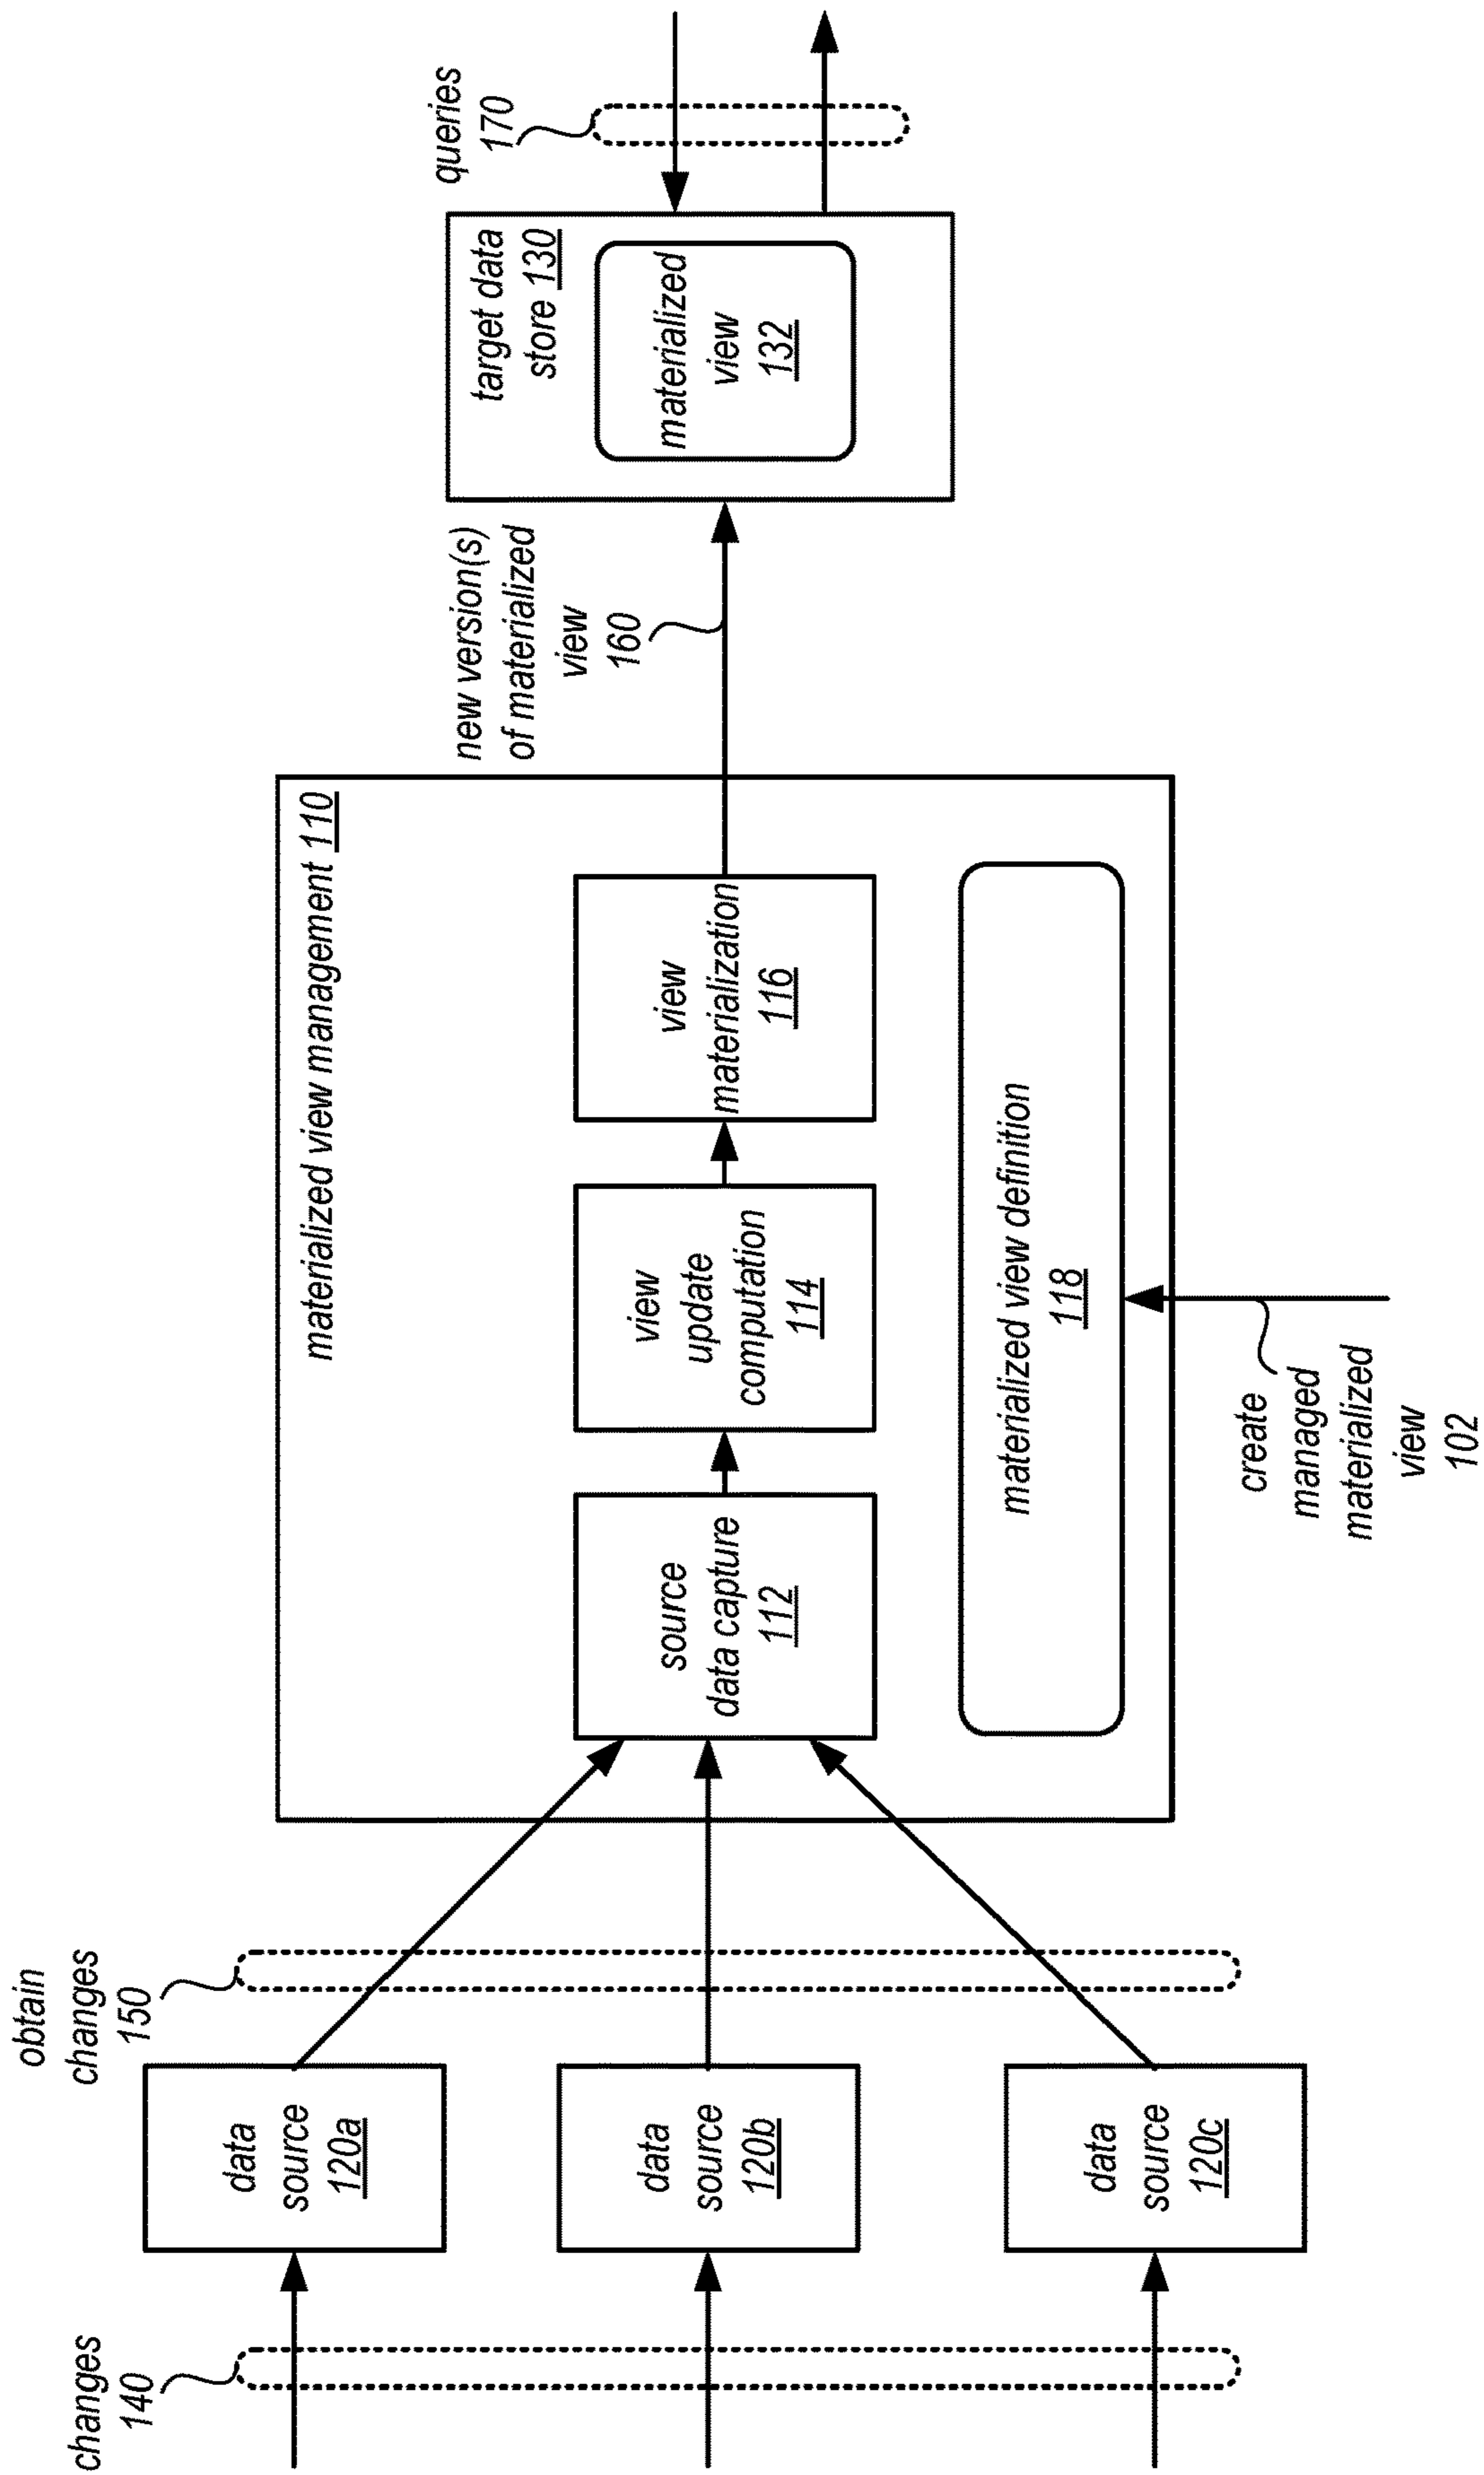 changes
140
obtain
changes
150
data
source
120a
data
source
120b
data
source
120c
materialized view management 110
source
data capture
112
view
update
computation
114
view
materialization
116
materialized view definition
118
create
managed
materialized
view
102
new version(s)
of materialized
view
160
target data
store 130
materialized
view
132
queries
170